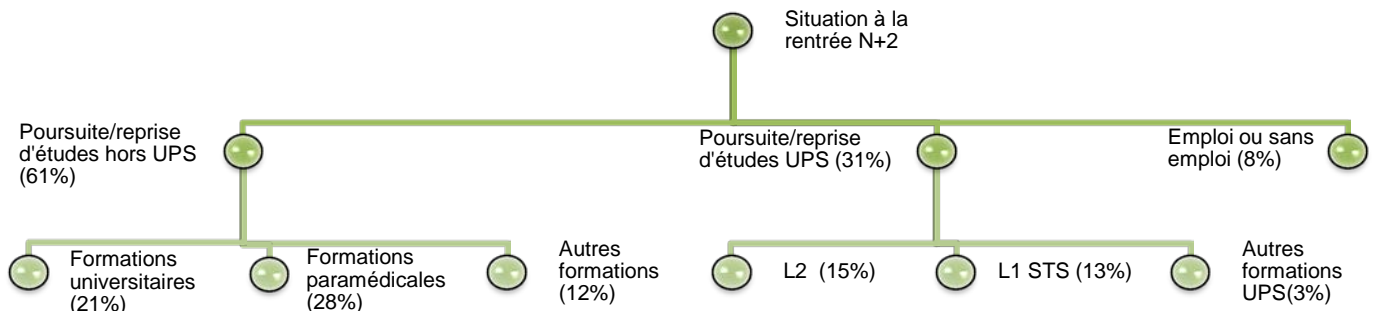 Situation à la
rentrée N+2
Poursuite/reprise
d'études hors UPS
(61%)
Poursuite/reprise
d'études UPS (31%)
Emploi ou sans
emploi (8%)
Formations
universitaires
(21%)
Formations
paramédicales
(28%)
Autres
formations
(12%)
L2 (15%)
L1 STS (13%)
Autres
formations
UPS(3%)